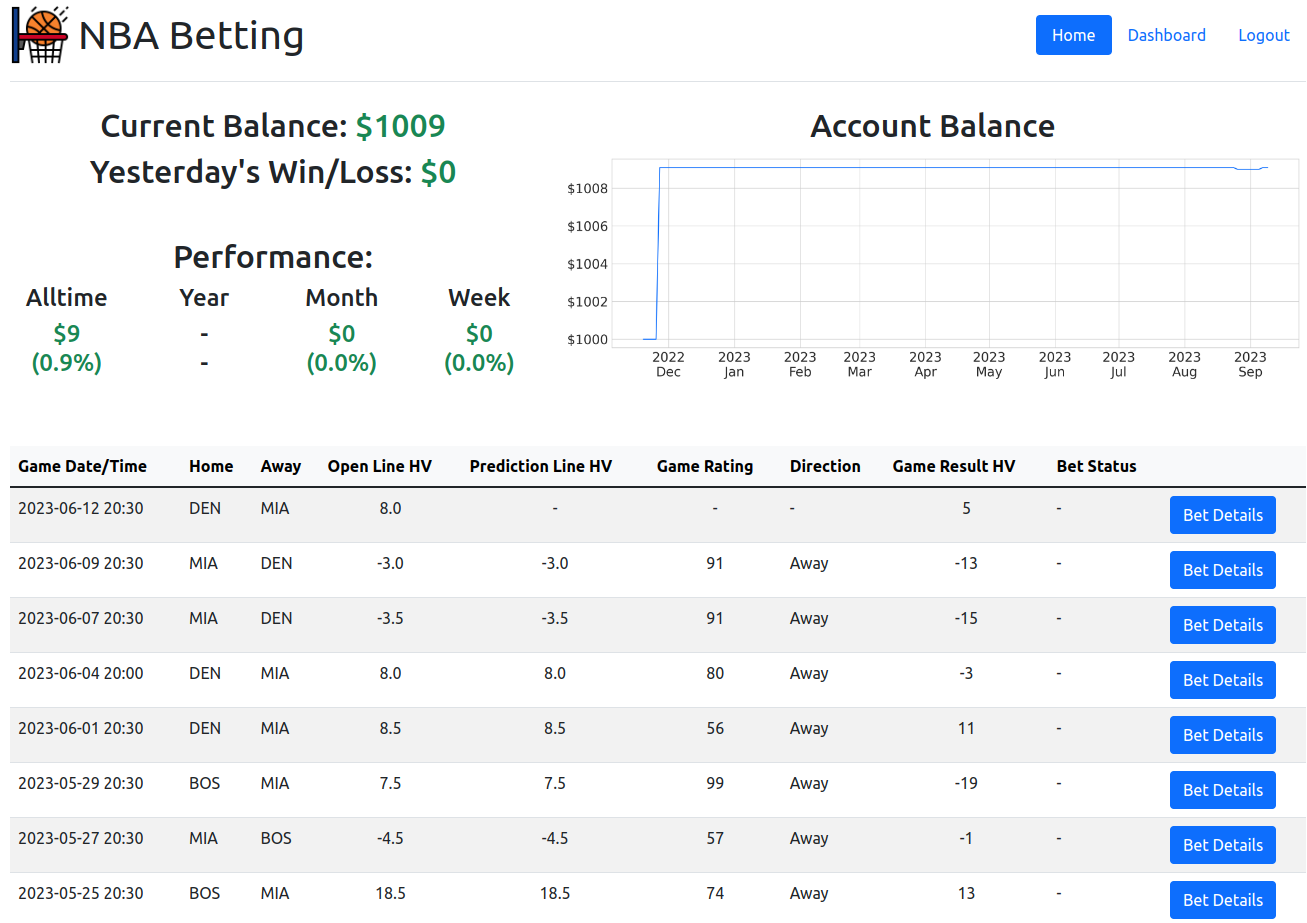 NBA Betting
Home Dashboard Logout
Current Balance: $1009
Yesterday's Win/Loss: $0
Performance:
Alltime Year Month Week
$9 - $0 $0
(0.9%) - (0.0%) (0.0%)
Account Balance
$1008
$1006
$1004
$1002
$1000
2022 2023 2023 2023 2023 2023 2023 2023 2023 2023
Dec Jan Feb Mar Apr May Jun Jul Aug Sep
Game Date/Time Home Away Open Line HV Prediction Line HV Game Rating Direction Game Result HV Bet Status
2023-06-12 20:30 DEN MIA 8.0 - - - 5 - Bet Details
2023-06-09 20:30 MIA DEN -3.0 -3.0 91 Away -13 - Bet Details
2023-06-07 20:30 MIA DEN -3.5 -3.5 91 Away -15 - Bet Details
2023-06-04 20:00 DEN MIA 8.0 8.0 80 Away -3 - Bet Details
2023-06-01 20:30 DEN MIA 8.5 8.5 56 Away 11 - Bet Details
2023-05-29 20:30 BOS MIA 7.5 7.5 99 Away -19 - Bet Details
2023-05-27 20:30 MIA BOS -4.5 -4.5 57 Away -1 - Bet Details
2023-05-25 20:30 BOS MIA 18.5 18.5 74 Away 13 - Bet Details